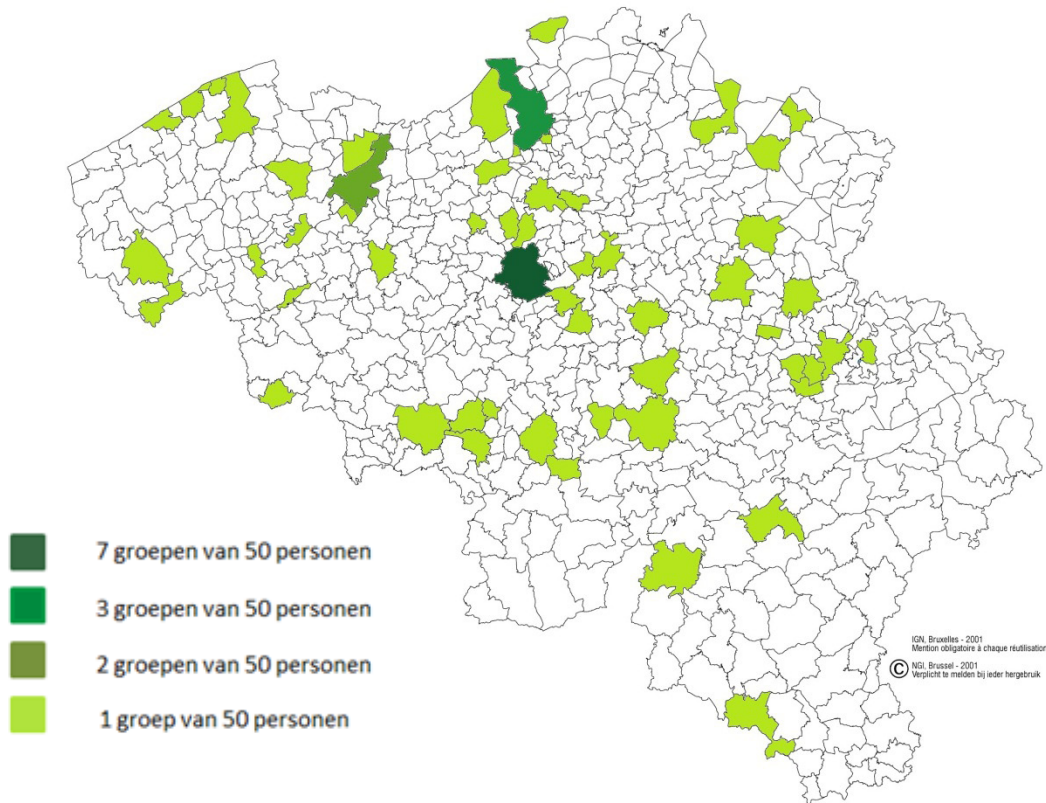 7 groepen van 50 personen
3 groepen van 50 personen
2 groepen van 50 personen
1 groep van 50 personen
IGN, Bruxelles - 2001
Mention obligatoire à chaque réutilisation
© NGI, Brussel - 2001
Verplicht te melden bij ieder hergebruik